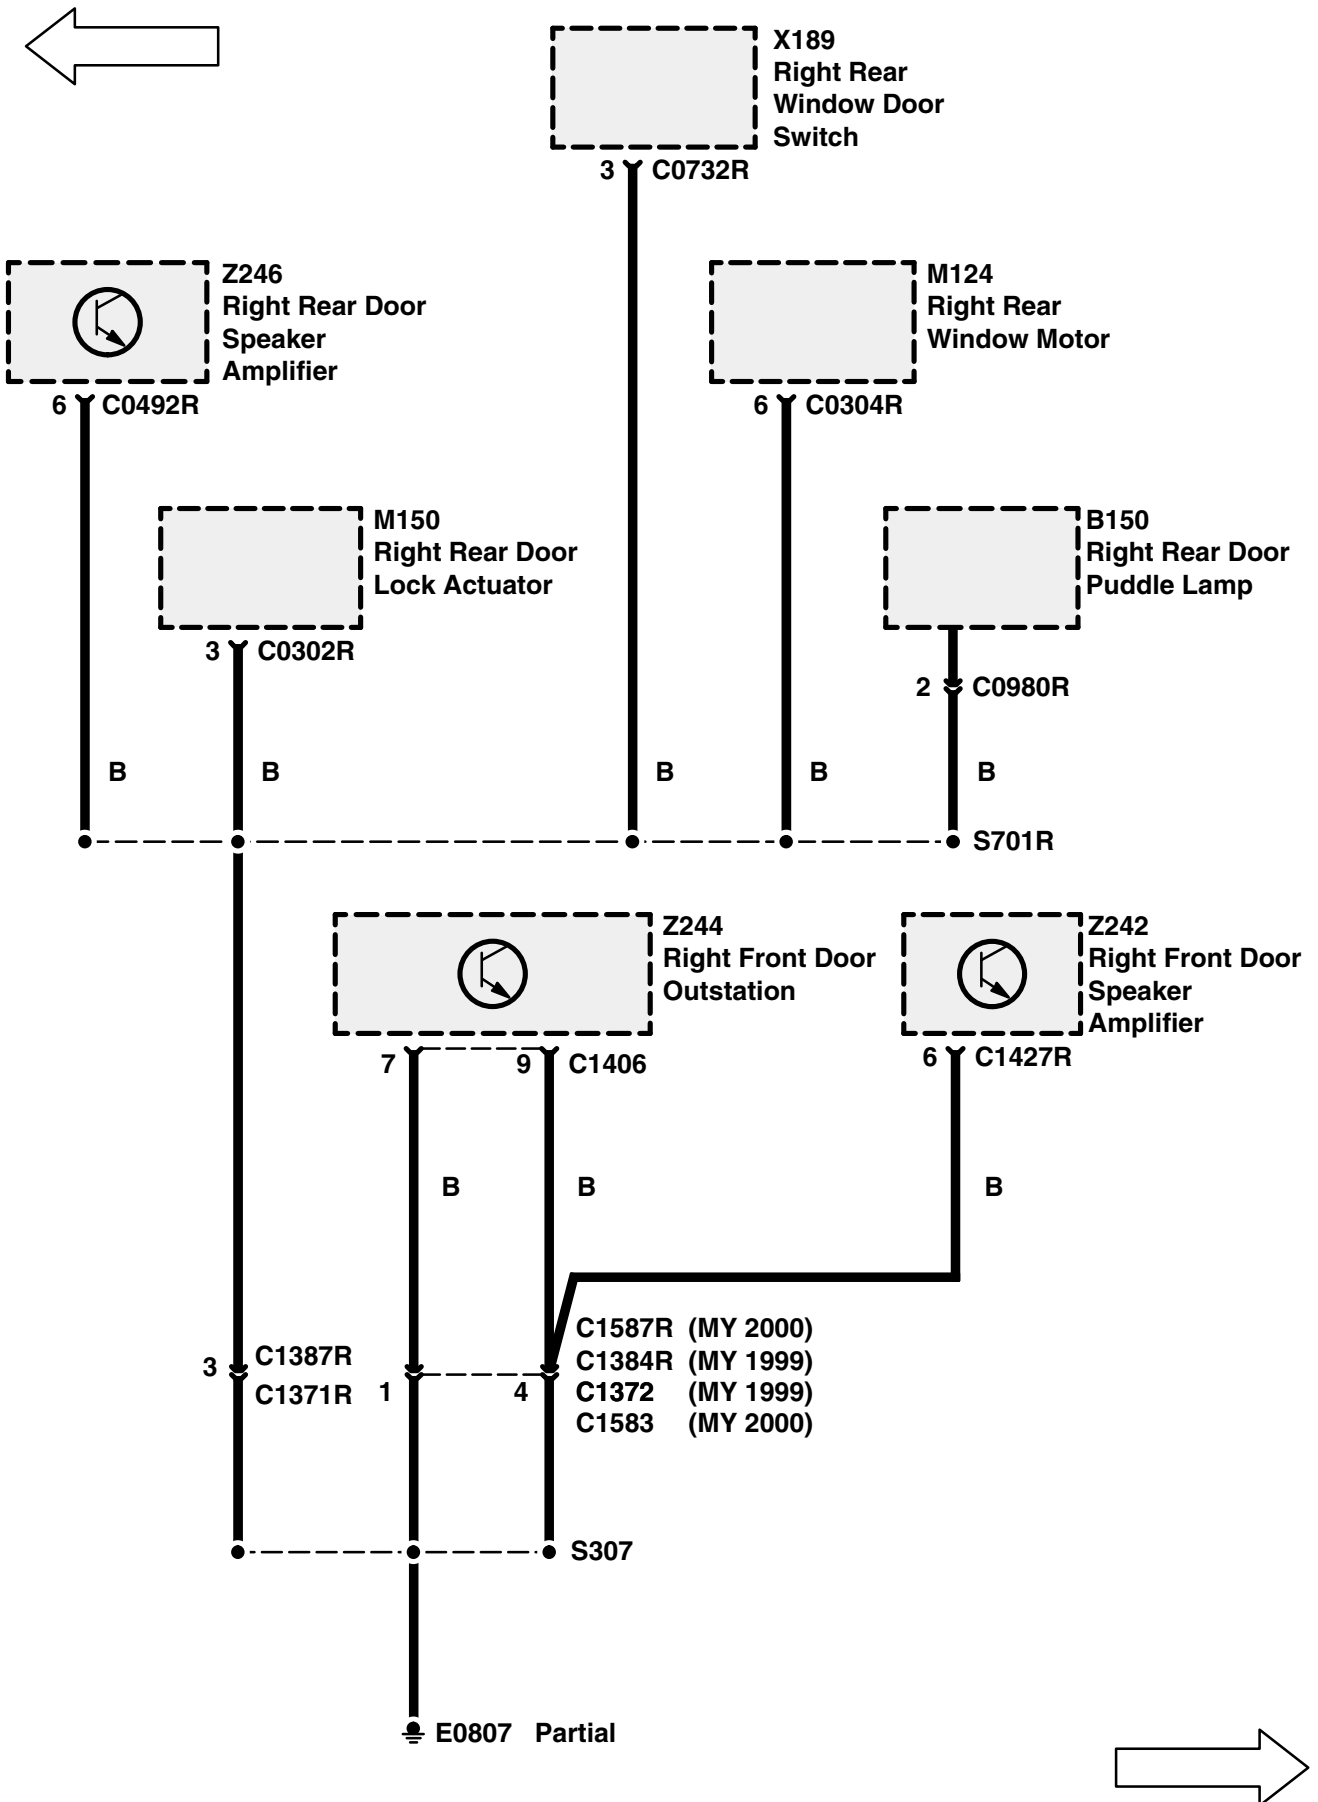 X189
Right Rear
Window Door
Switch
3 C0732R
Z246
Right Rear Door
Speaker
Amplifier
6 C0492R
M124
Right Rear
Window Motor
6 C0304R
M150
Right Rear Door
Lock Actuator
3 C0302R
B150
Right Rear Door
Puddle Lamp
2 C0980R
B B B B B
S701R
Z244
Right Front Door
Outstation
7 9 C1406
Z242
Right Front Door
Speaker
Amplifier
6 C1427R
B B B
C1587R (MY 2000)
3 C1387R
C1384R (MY 1999)
C1371R
1 4 C1372 (MY 1999)
C1583 (MY 2000)
S307
E0807 Partial